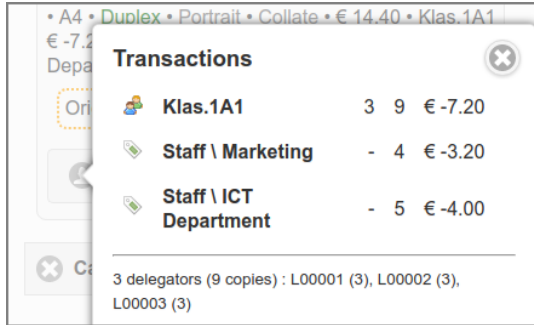 • A4 • Duplex • Portrait • Collate • € 14.40 • Klas.1A1
€ -7.2
Depa
Ori
Transactions
Klas.1A1 3 9 € -7.20
Staff \ Marketing - 4 € -3.20
Staff \ ICT
Department - 5 € -4.00
Ca
3 delegators (9 copies) : L00001 (3), L00002 (3),
L00003 (3)